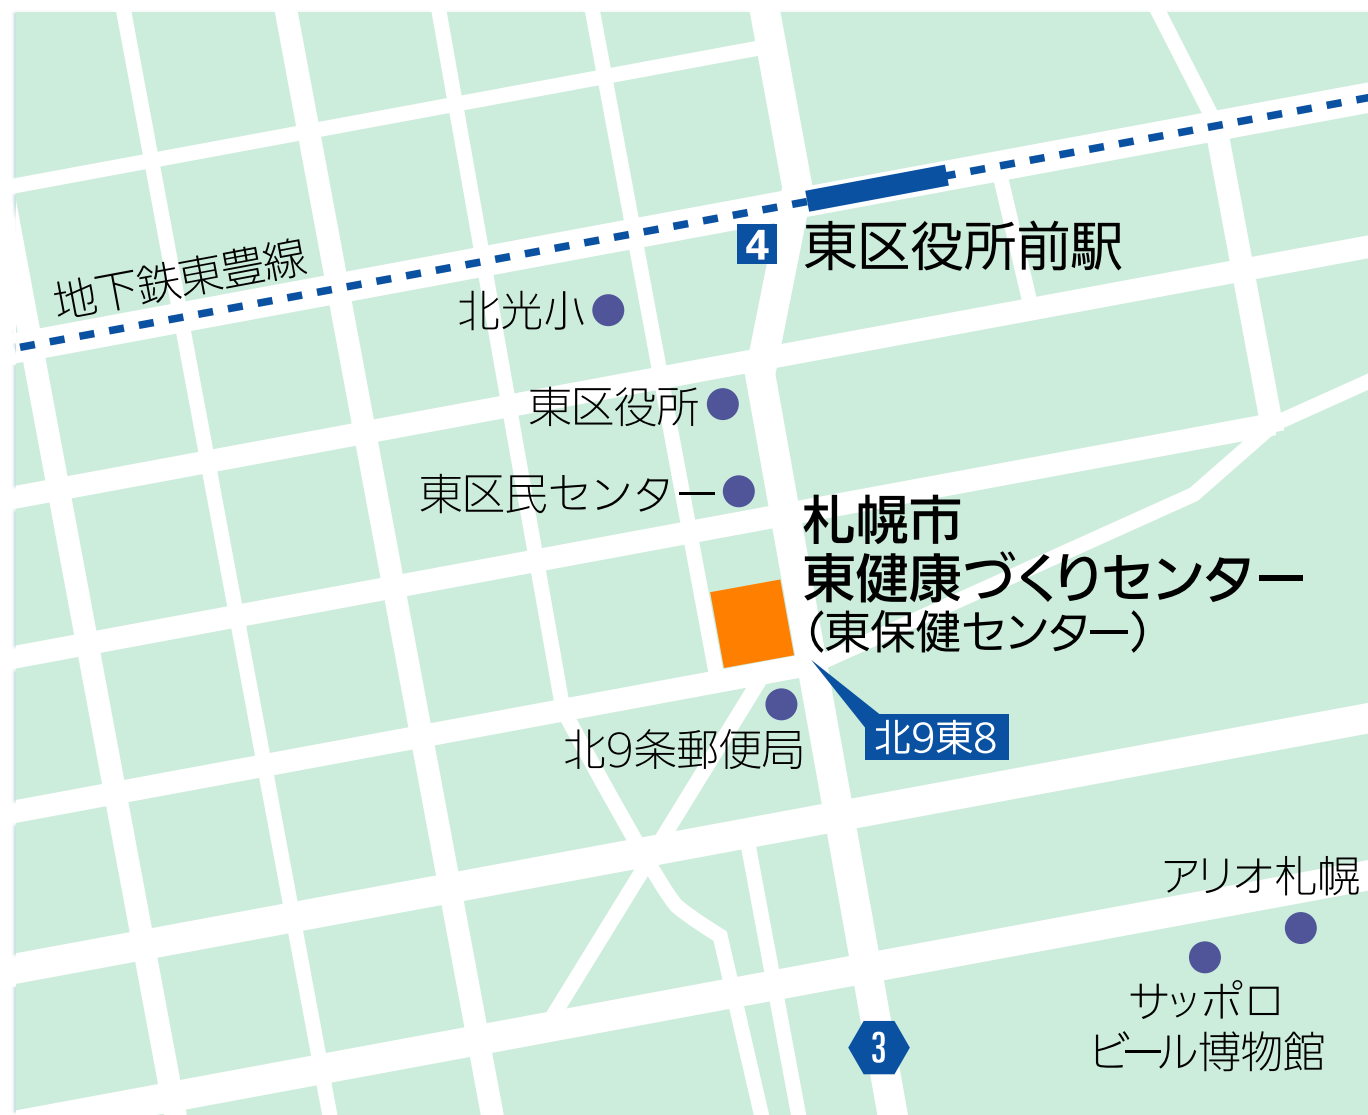 地下鉄東豊線
4
東区役所前駅
北光小
東区役所
東区民センター
札幌市
東健康づくりセンター
（東保健センター）
北9条郵便局
北9東8
アリオ札幌
サッポロ
ビール博物館
3